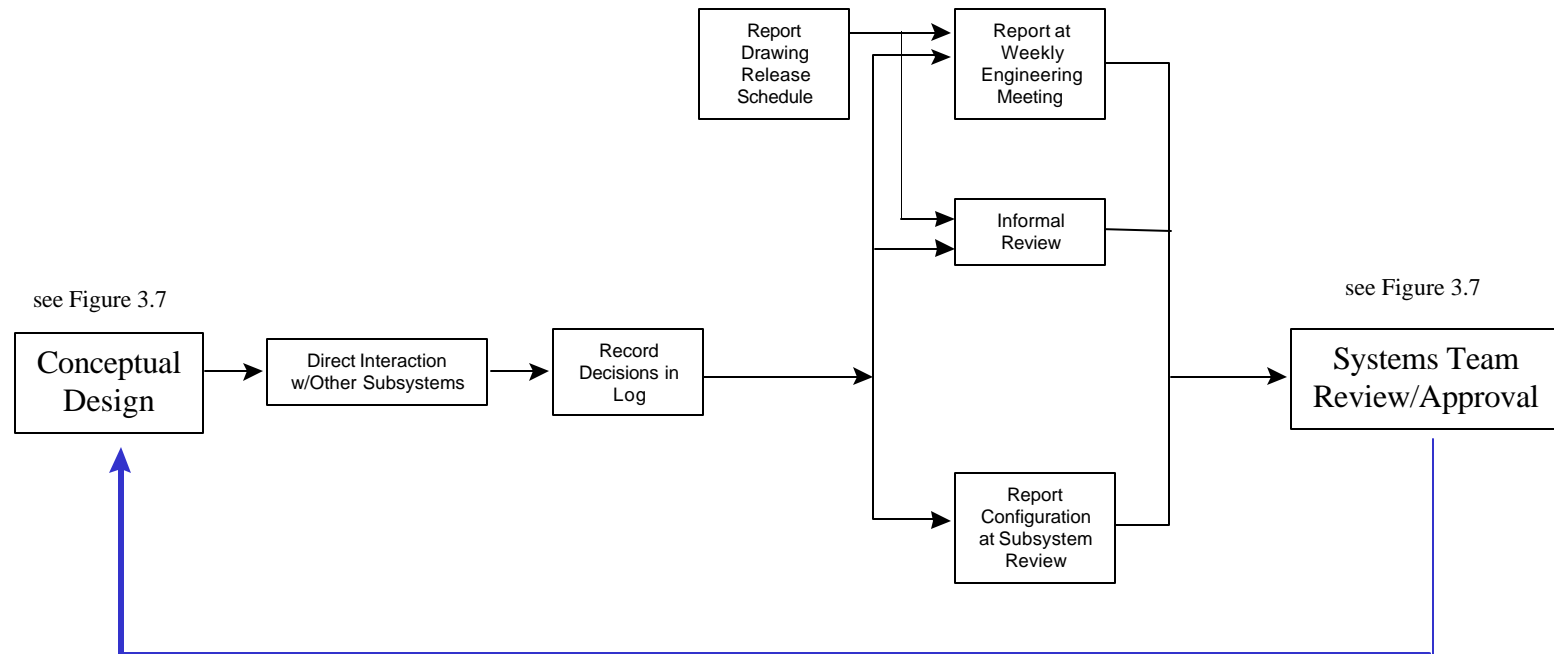 Report
Drawing
Release
Schedule
Report at
Weekly
Engineering
Meeting
Informal
Review
see Figure 3.7
Conceptual
Design
Direct Interaction
w/Other Subsystems
Record
Decisions in
Log
see Figure 3.7
Systems Team
Review/Approval
Report
Configuration
at Subsystem
Review